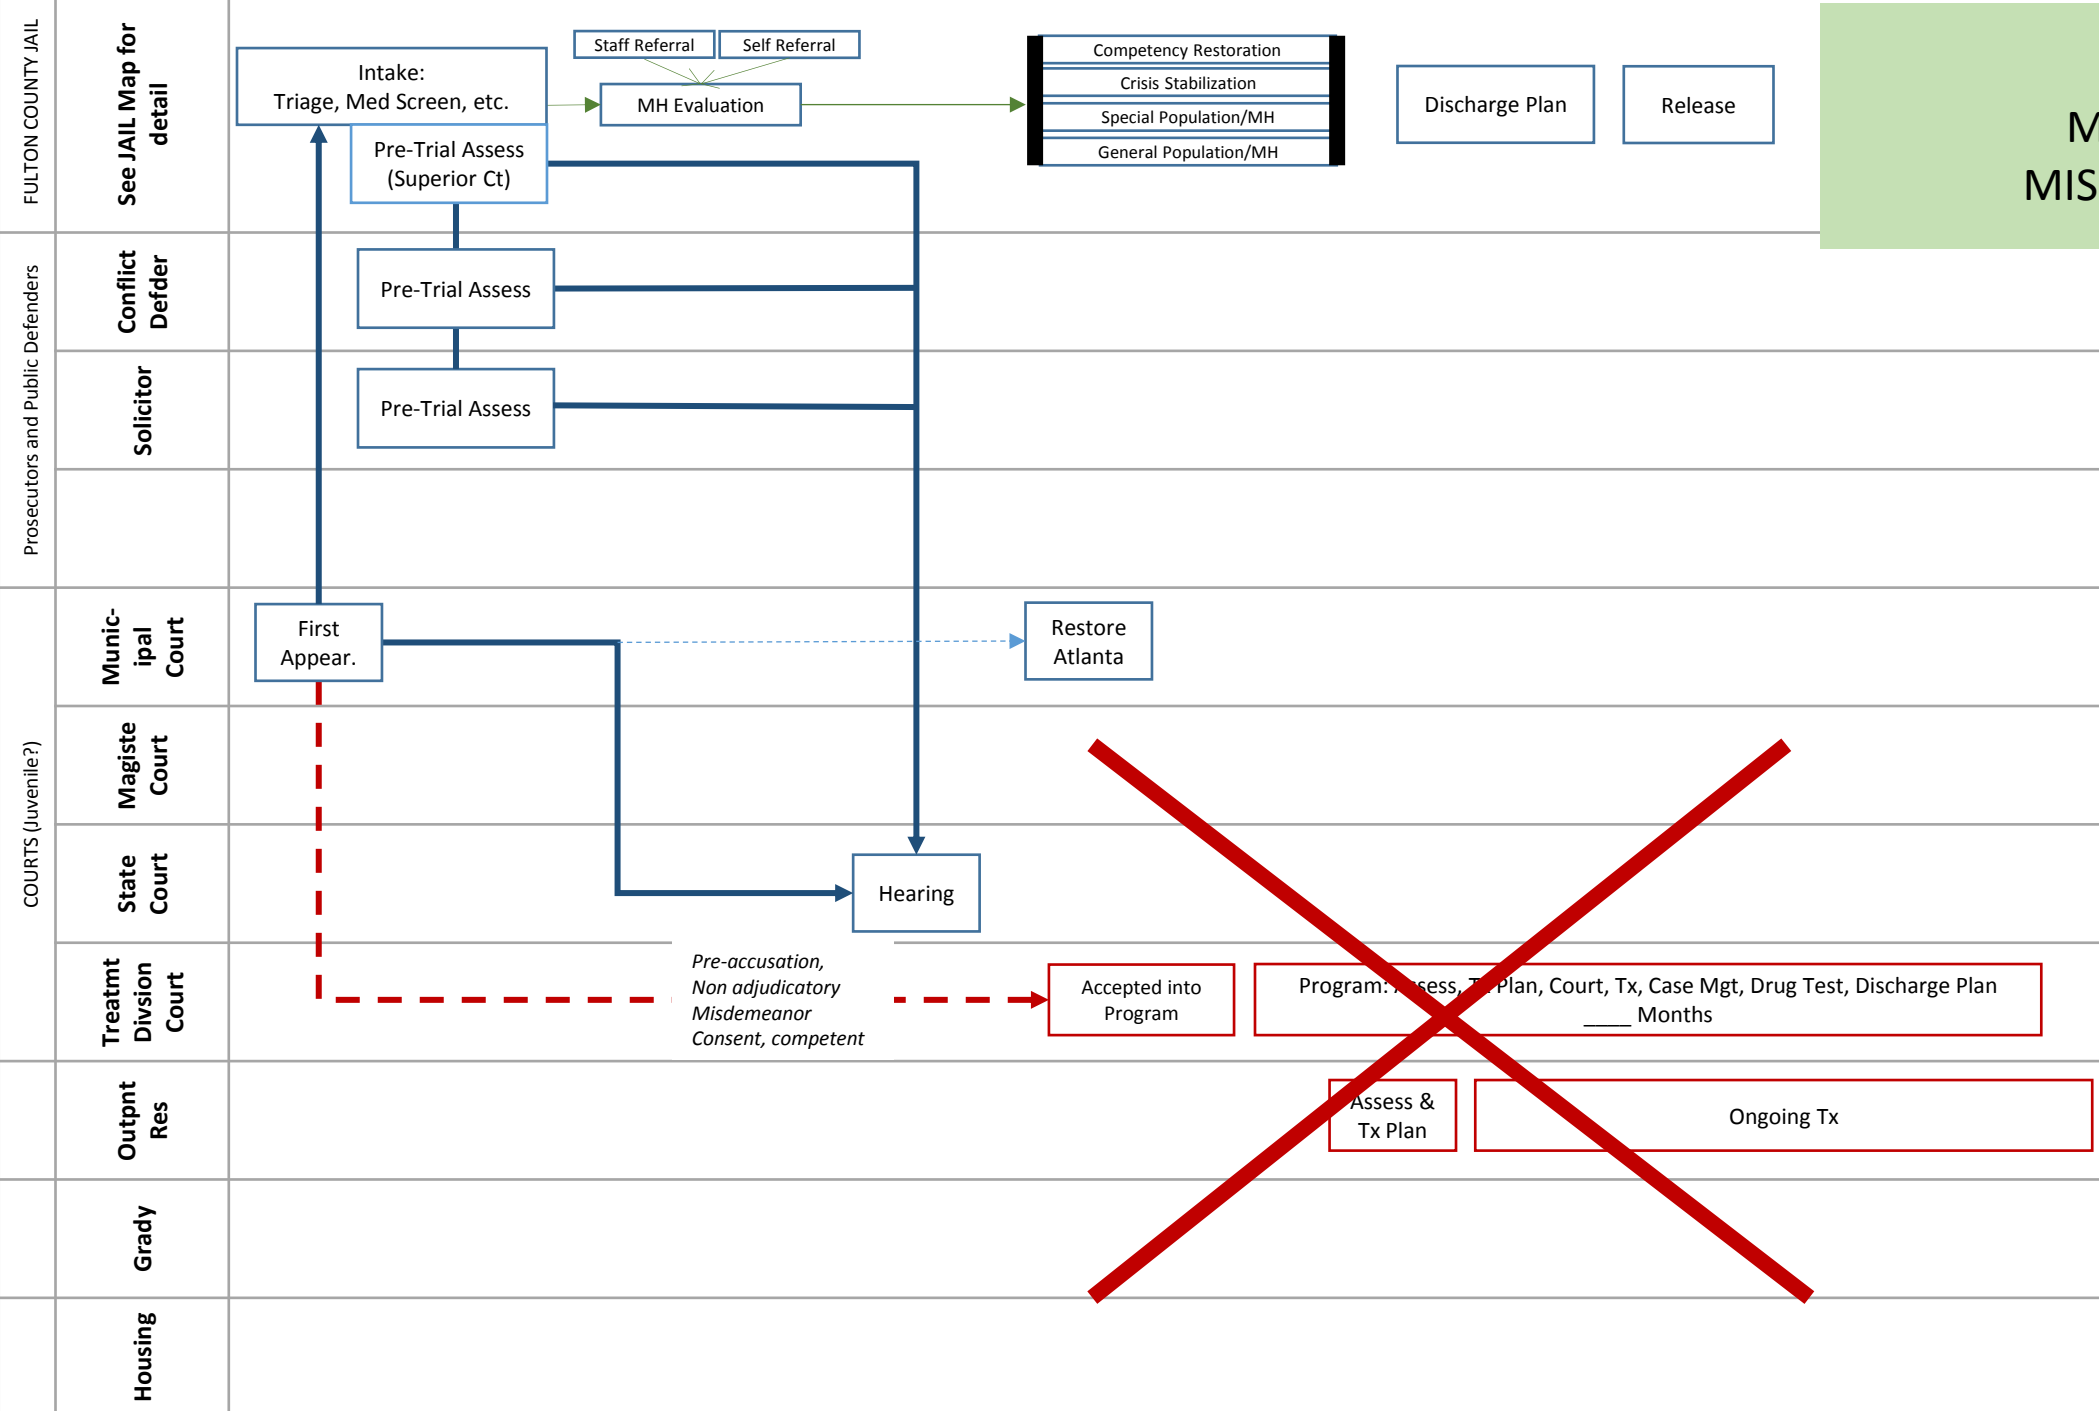 FULTON COUNTY JAIL
See JAIL Map for
detail
Intake:
Triage, Med Screen, etc.
Staff Referral
Self Referral
MH Evaluation
Competency Restoration
Crisis Stabilization
Special Population/MH
General Population/MH
Discharge Plan
Release
M
MIS
Pre-Trial Assess
(Superior Ct)
Prosecutors and Public Defenders
Conflict
Defder
Pre-Trial Assess
Solicitor
Pre-Trial Assess
COURTS (Juvenile?)
Munic-
ipal
Court
First
Appear.
Restore
Atlanta
Magiste
Court
State
Court
Hearing
Treatmt
Divsion
Court
Pre-accusation,
Non adjudicatory
Misdemeanor
Consent, competent
Accepted into
Program
Program: Assess, Tx Plan, Court, Tx, Case Mgt, Drug Test, Discharge Plan
____ Months
Outpnt
Res
Assess &
Tx Plan
Ongoing Tx
Grady
Housing